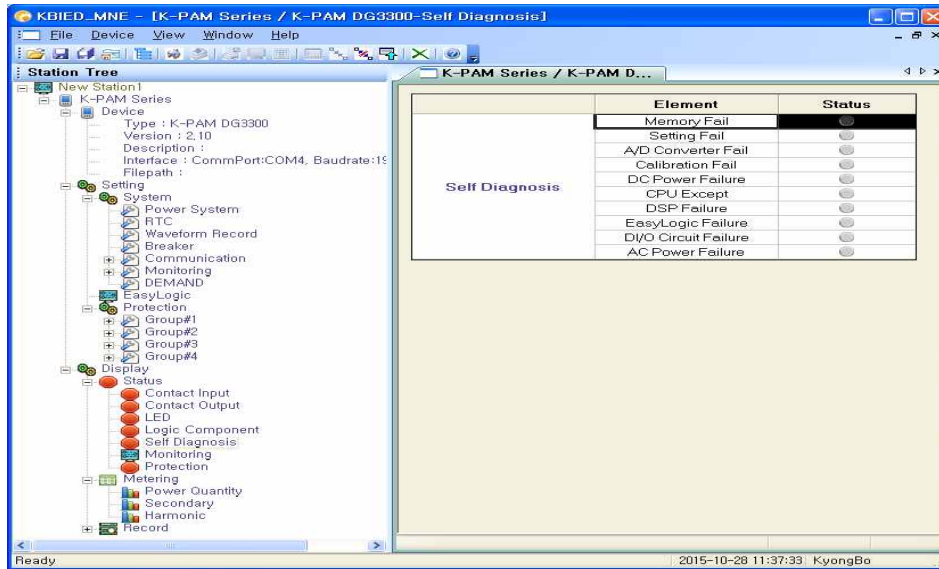 KBIED_MNE - [K-PAM Series / K-PAM DG3300-Self Diagnosis]
File Device View Window Help
Station Tree
New Station1
K-PAM Series
Device
Type : K-PAM DG3300
Version : 2,10
Description :
Interface : CommPort:COM4, Baudrate:19
Filepath :
Setting
System
Power System
RTC
Waveform Record
Breaker
Communication
Monitoring
DEMAND
EasyLogic
Protection
Group#1
Group#2
Group#3
Group#4
Display
Status
Contact Input
Contact Output
LED
Logic Component
Self Diagnosis
Monitoring
Protection
Metering
Power Quantity
Secondary
Harmonic
Record
K-PAM Series / K-PAM D...
Element Status
Self Diagnosis
Memory Fail
Setting Fail
A/D Converter Fail
Calibration Fail
DC Power Failure
CPU Except
DSP Failure
EasyLogic Failure
DI/O Circuit Failure
AC Power Failure
Ready
2015-10-28 11:37:33 KyongBo